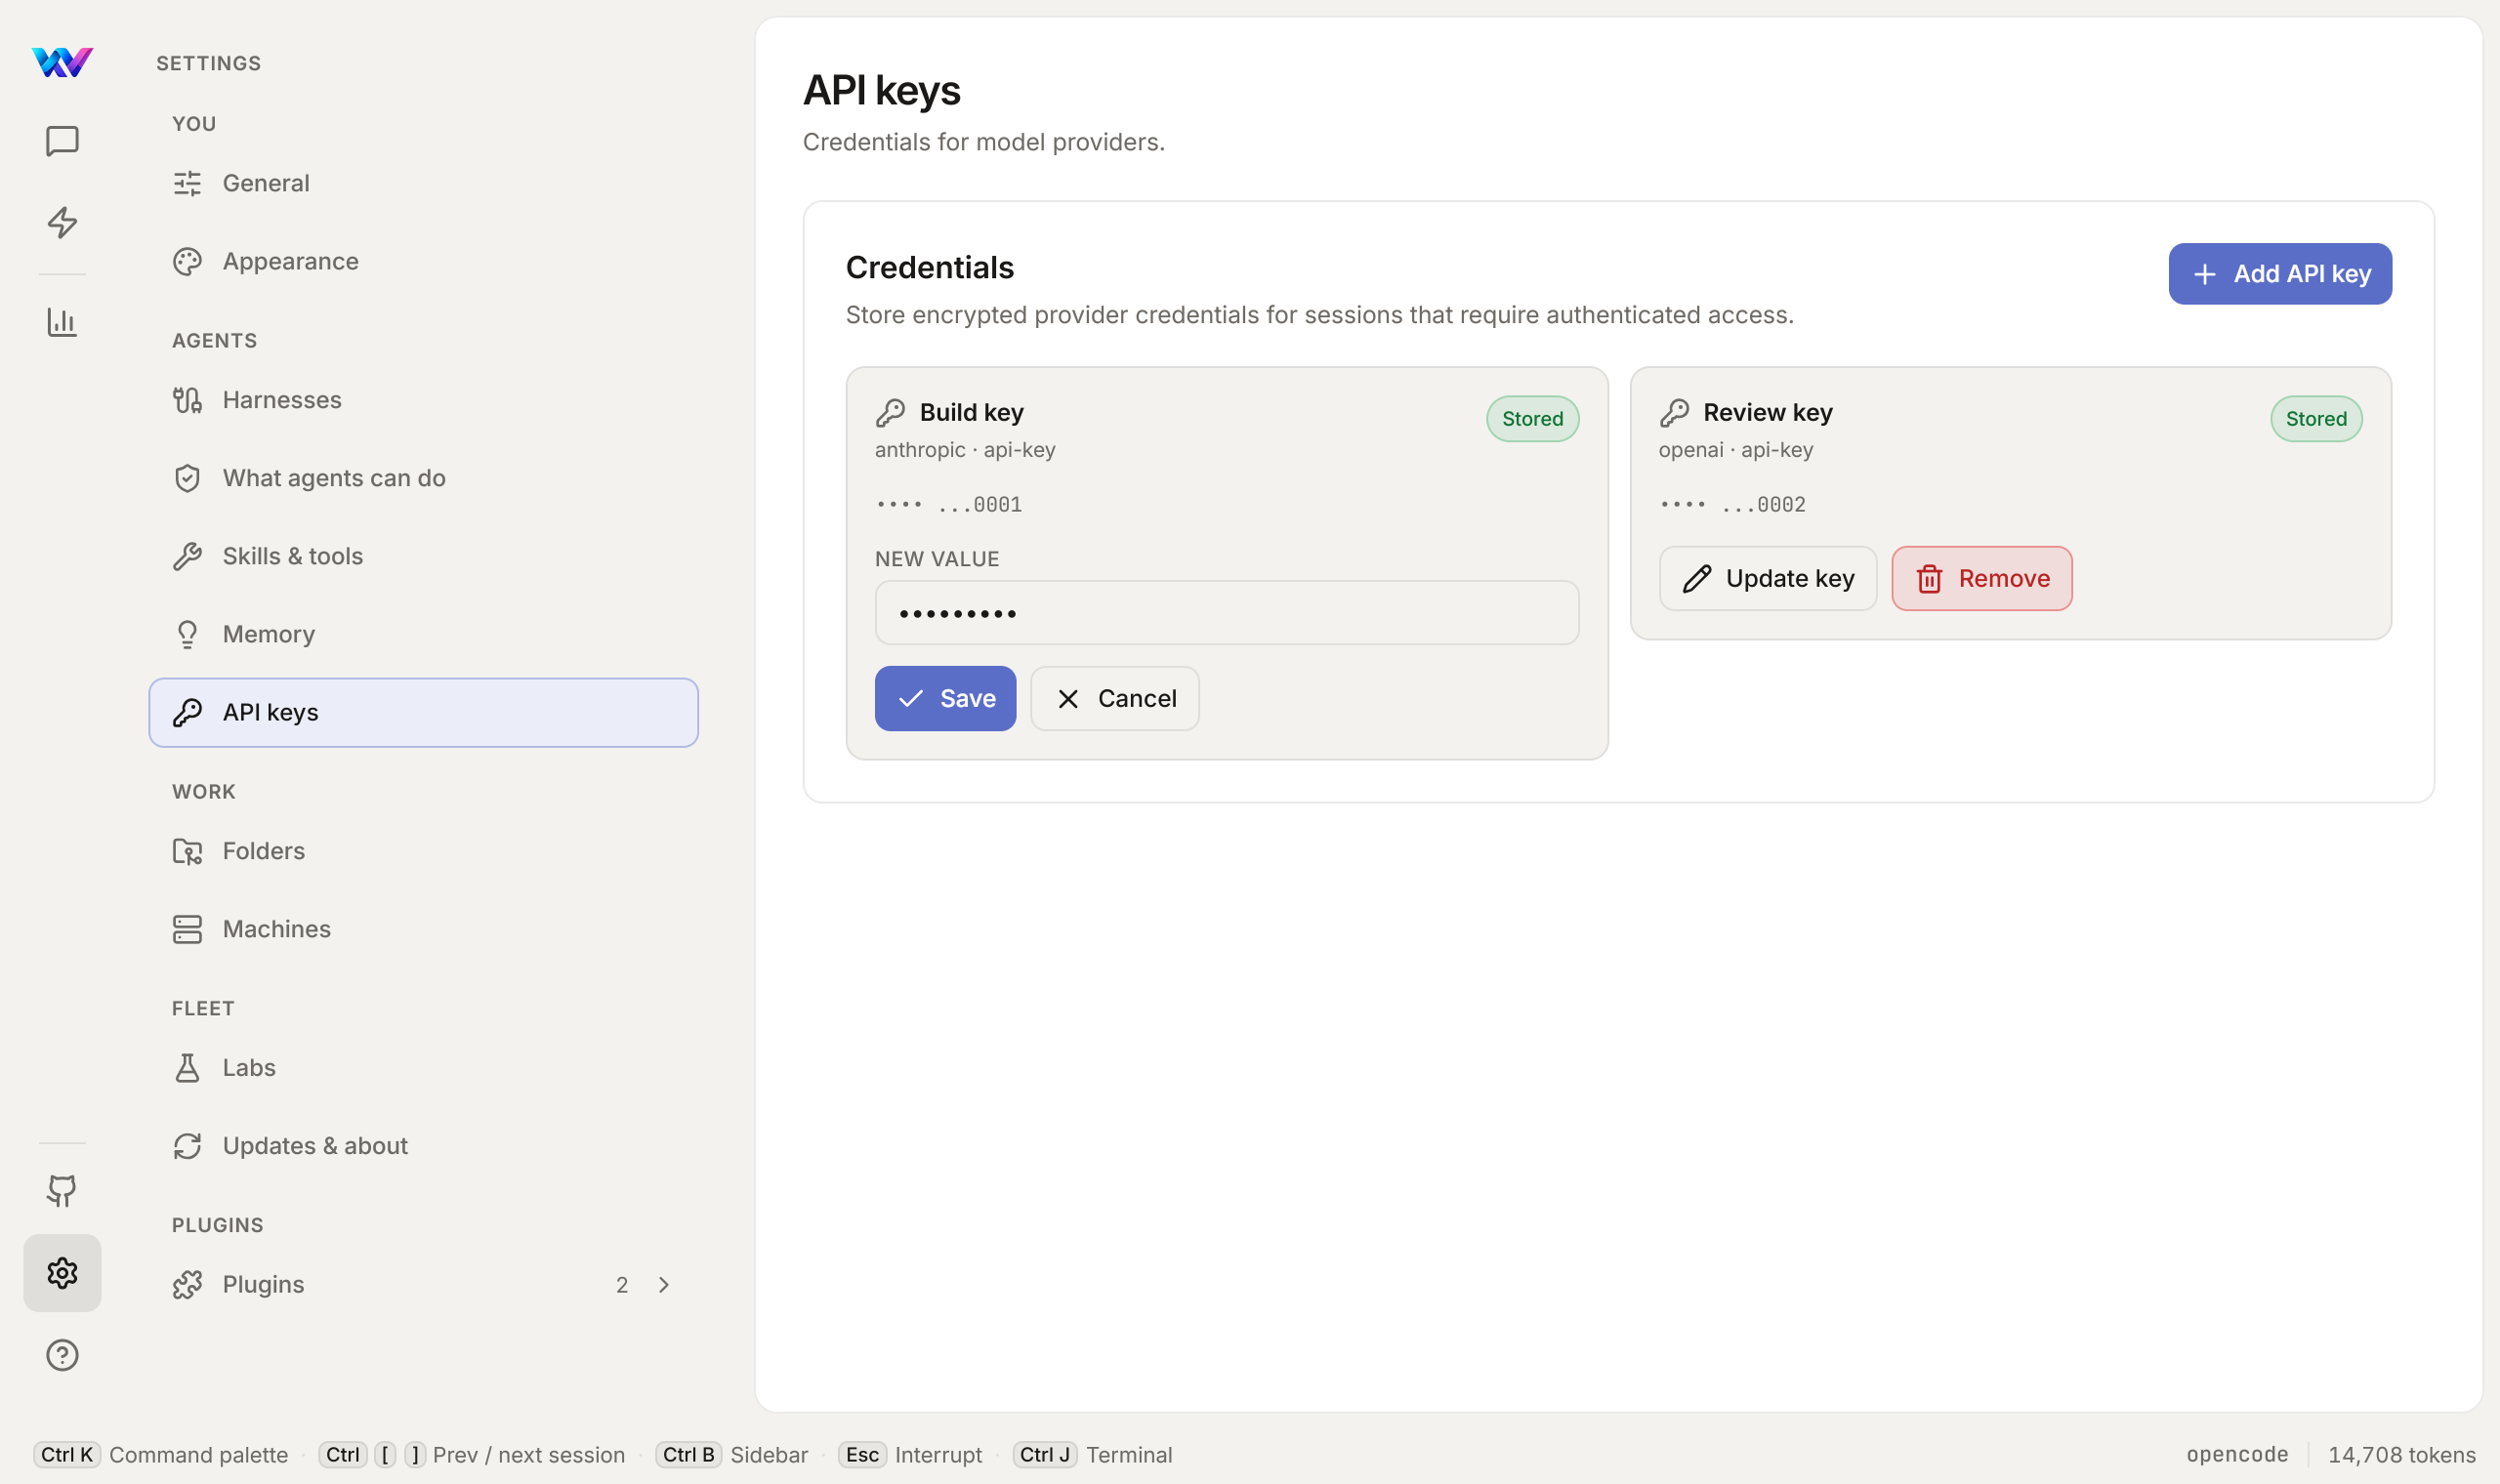 SETTINGS
YOU
General
Appearance
AGENTS
Harnesses
What agents can do
Skills & tools
Memory
API keys
WORK
Folders
Machines
FLEET
Labs
Updates & about
PLUGINS
Plugins 2
API keys
Credentials for model providers.
Credentials
Store encrypted provider credentials for sessions that require authenticated access.
Add API key
Build key
Stored
anthropic · api-key
•••• ...0001
NEW VALUE
•••••••••
Save
Cancel
Review key
Stored
openai · api-key
•••• ...0002
Update key
Remove
Ctrl K Command palette · Ctrl [ ] Prev / next session · Ctrl B Sidebar · Esc Interrupt · Ctrl J Terminal
opencode
14,708 tokens